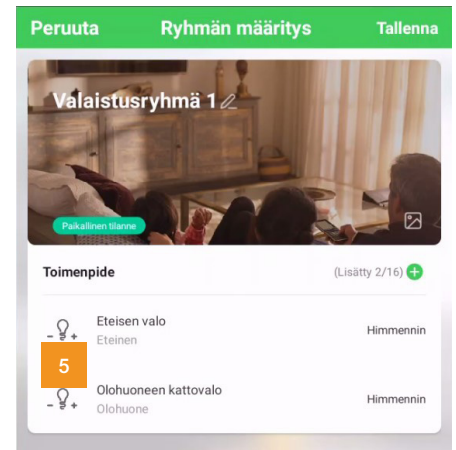 Peruuta Ryhmän määritys Tallenna
Valaistusryhmä 1
Paikallinen tilanne
Toimenpide (Lisätty 2/16)
Eteisen valo
Eteinen
Himmennin
5
Olohuoneen kattovalo
Olohuone
Himmennin